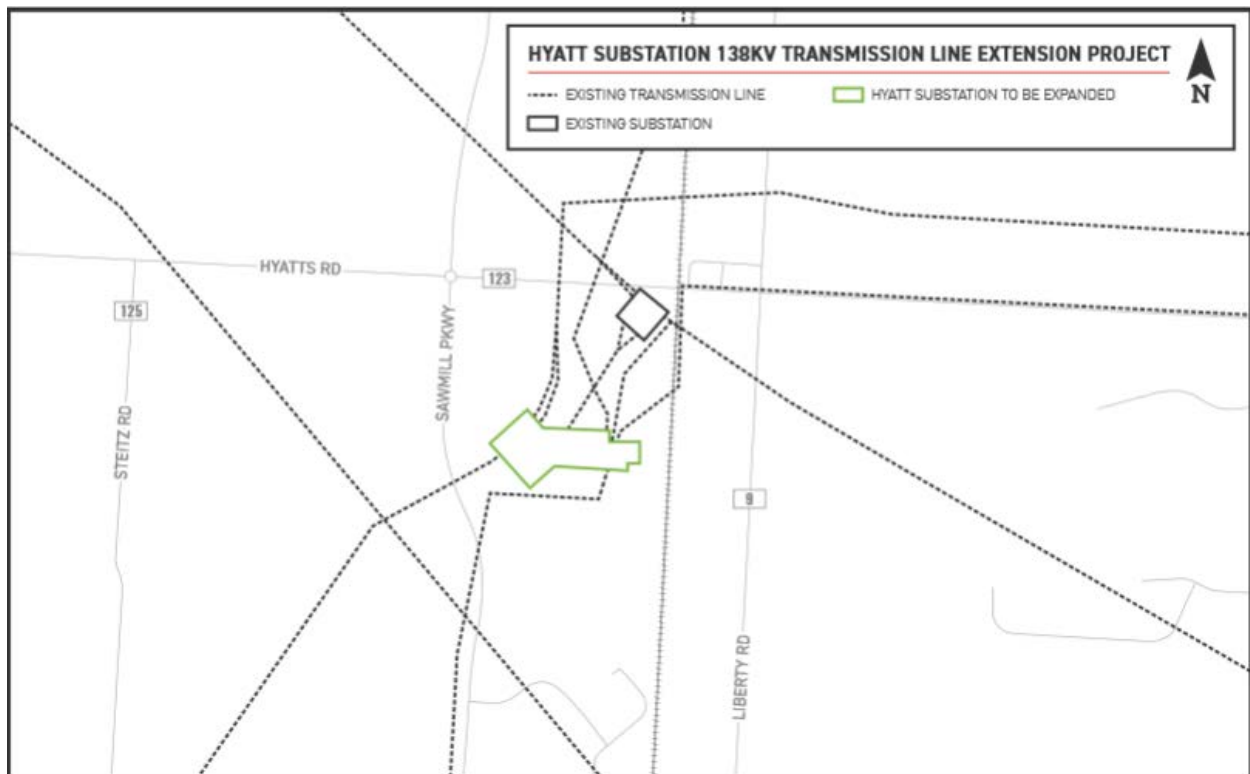 HYATT SUBSTATION 138KV TRANSMISSION LINE EXTENSION PROJECT
EXISTING TRANSMISSION LINE
HYATT SUBSTATION TO BE EXPANDED
EXISTING SUBSTATION
N
HYATTS RD
123
125
SAWMILL PKWY
STEITZ RD
9
LIBERTY RD